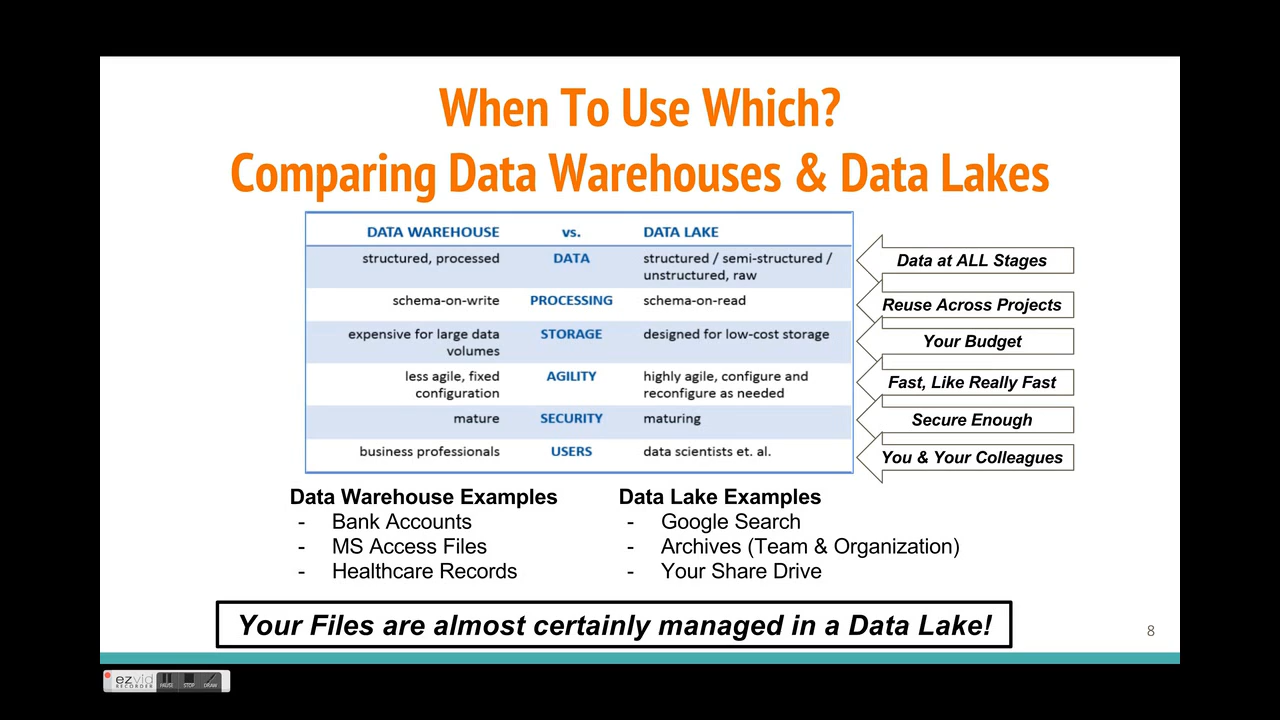 When To Use Which?
Comparing Data Warehouses & Data Lakes
DATA WAREHOUSE vs. DATA LAKE
structured, processed DATA structured / semi-structured /
unstructured, raw
schema-on-write PROCESSING schema-on-read
expensive for large data STORAGE designed for low-cost storage
volumes
less agile, fixed AGILITY highly agile, configure and
configuration reconfigure as needed
mature SECURITY maturing
business professionals USERS data scientists et. al.
Data at ALL Stages
Reuse Across Projects
Your Budget
Fast, Like Really Fast
Secure Enough
You & Your Colleagues
Data Warehouse Examples
- Bank Accounts
- MS Access Files
- Healthcare Records
Data Lake Examples
- Google Search
- Archives (Team & Organization)
- Your Share Drive
Your Files are almost certainly managed in a Data Lake!
8
ezvid
RECORDER
PAUSE STOP DRAW